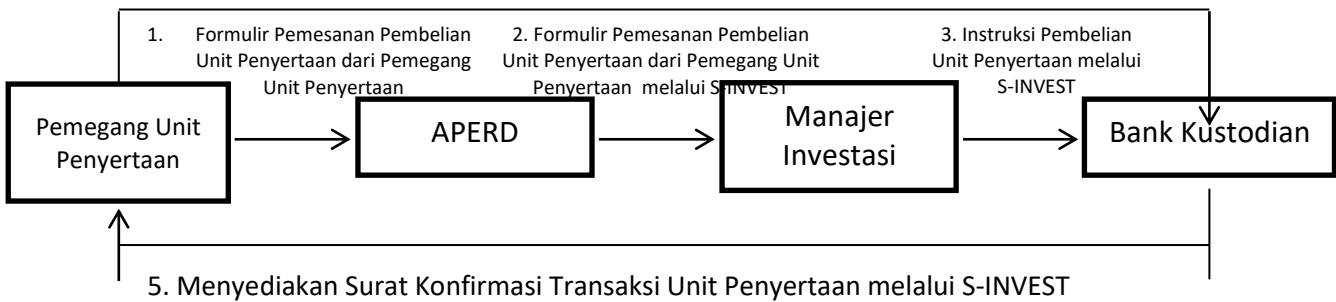 1. Formulir Pemesanan Pembelian
Unit Penyertaan dari Pemegang
Unit Penyertaan
2. Formulir Pemesanan Pembelian
Unit Penyertaan dari Pemegang Unit
Penyertaan melalui S-INVEST
3. Instruksi Pembelian
Unit Penyertaan melalui
S-INVEST
Pemegang Unit
Penyertaan
APERD
Manajer
Investasi
Bank Kustodian
5. Menyediakan Surat Konfirmasi Transaksi Unit Penyertaan melalui S-INVEST